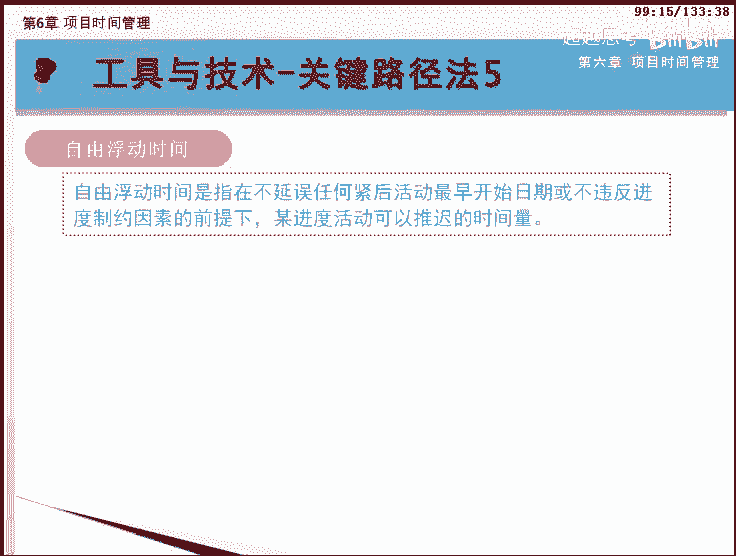 99:15/133:38
第6章 项目时间管理
第六章 项目时间管理
工具与技术-关键路径法5
自由浮动时间
自由浮动时间是指在不延误任何紧后活动最早开始日期或不违反进
度制约因素的前提下，某进度活动可以推迟的时间量。